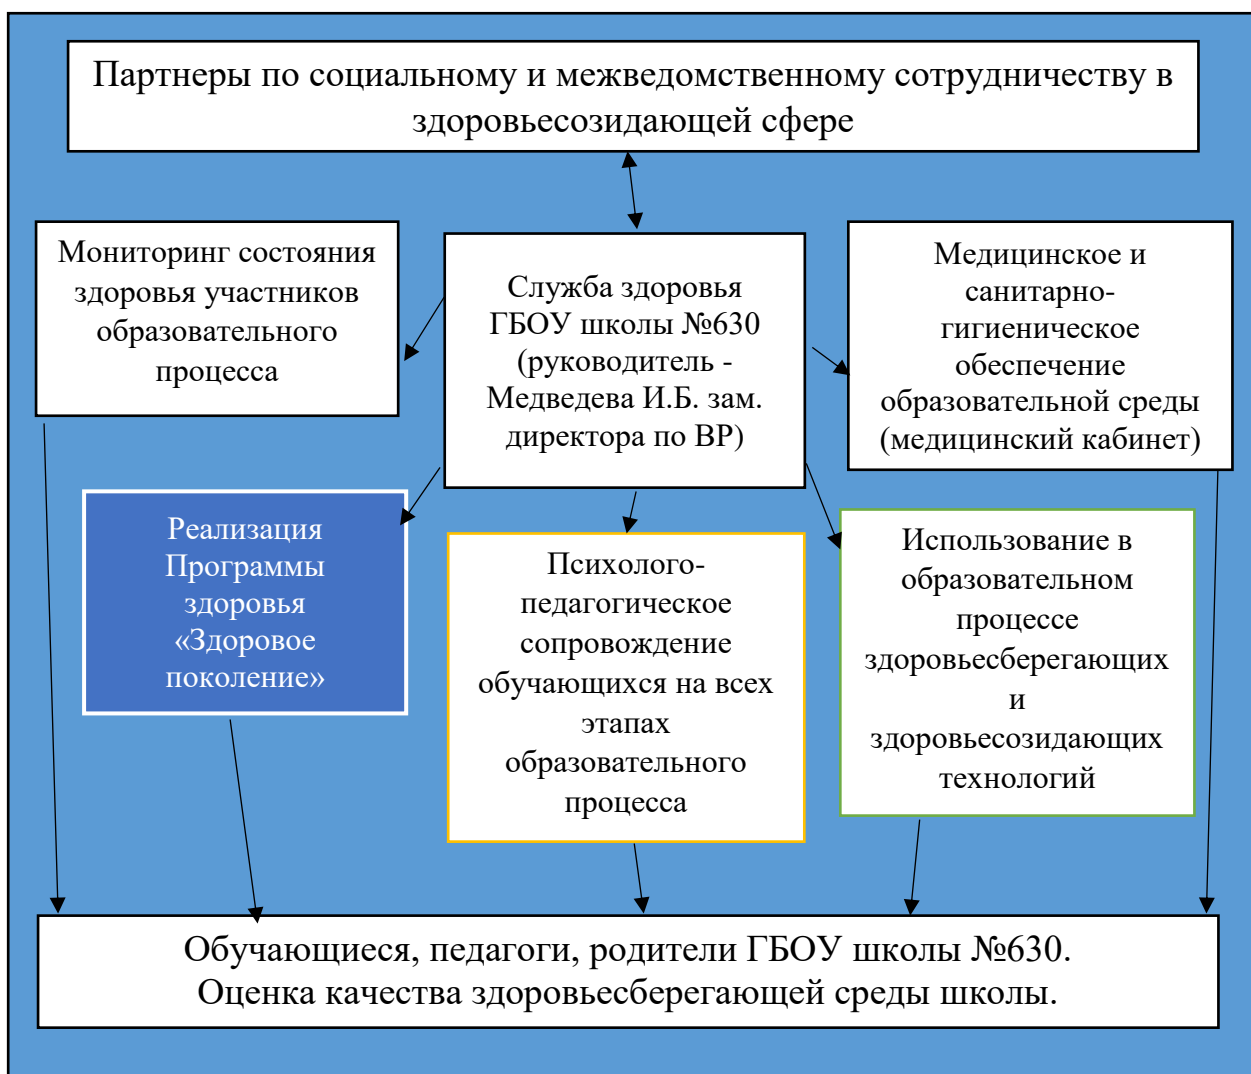 Партнеры по социальному и межведомственному сотрудничеству в
здоровьесозидающей сфере
Мониторинг состояния
здоровья участников
образовательного
процесса
Служба здоровья
ГБОУ школы №630
(руководитель -
Медведева И.Б. зам.
директора по ВР)
Медицинское и
санитарно-
гигиеническое
обеспечение
образовательной среды
(медицинский кабинет)
Реализация
Программы
здоровья
«Здоровое
поколение»
Психолого-
педагогическое
сопровождение
обучающихся на всех
этапах
образовательного
процесса
Использование в
образовательном
процессе
здоровьесберегающих
и
здоровьесозидающих
технологий
Обучающиеся, педагоги, родители ГБОУ школы №630.
Оценка качества здоровьесберегающей среды школы.